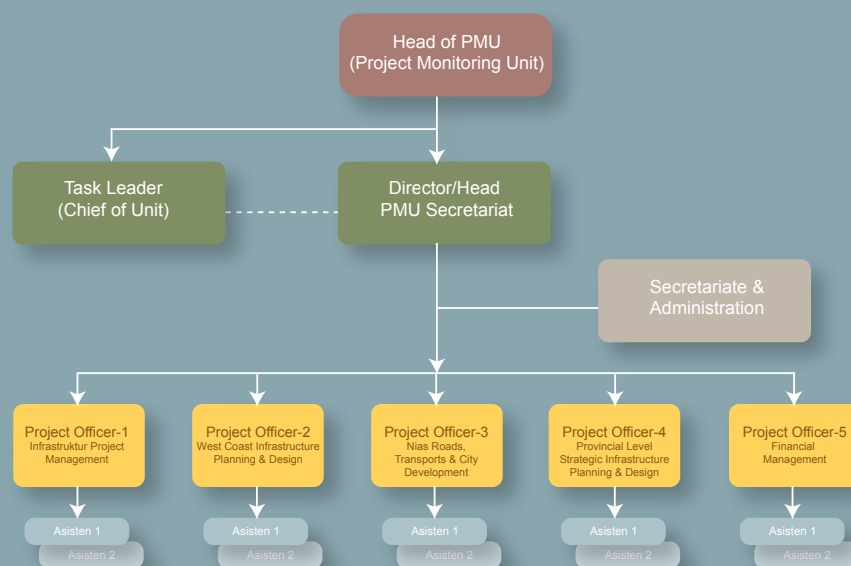 Head of PMU
(Project Monitoring Unit)
Task Leader
(Chief of Unit)
Director/Head
PMU Secretariat
Secretariate &
Administration
Project Officer-1
Infrastruktur Project
Management
Project Officer-2
West Coast Infrastructure
Planning & Design
Project Officer-3
Nias Roads,
Transports & City
Development
Project Officer-4
Provincial Level
Strategic Infrastructure
Planning & Design
Project Officer-5
Financial
Management
Asisten 1
Asisten 2
Asisten 1
Asisten 2
Asisten 1
Asisten 2
Asisten 1
Asisten 2
Asisten 1
Asisten 2